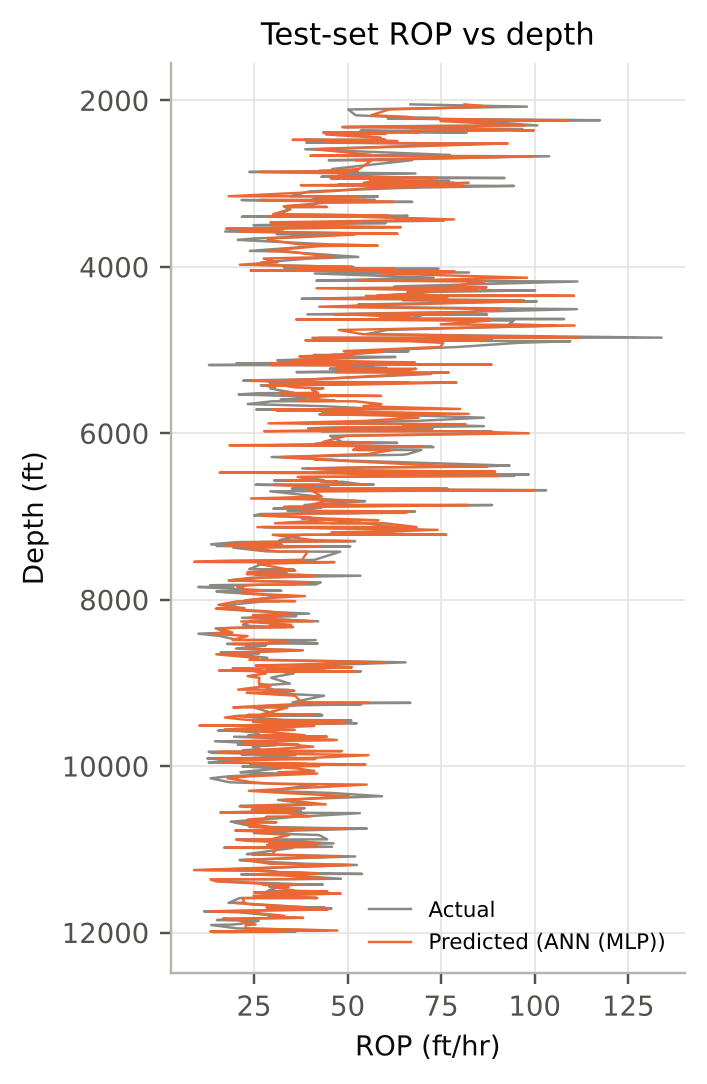 Test-set ROP vs depth
2000
4000
6000
8000
10000
12000
Depth (ft)
Actual
Predicted (ANN (MLP))
25 50 75 100 125
ROP (ft/hr)